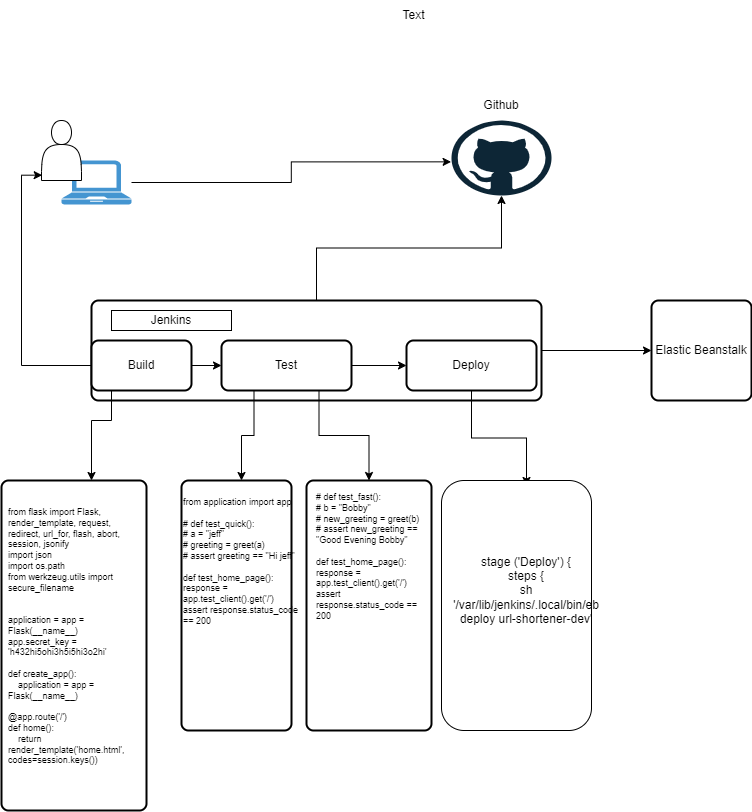 Text
Github
Jenkins
Build
Test
Deploy
Elastic Beanstalk
from flask import Flask,
render_template, request,
redirect, url_for, flash, abort,
session, jsonify
import json
import os.path
from werkzeug.utils import
secure_filename
application = app =
Flask(__name__)
app.secret_key =
'h432hi5ohi3h5i5hi3o2hi'
def create_app():
application = app =
Flask(__name__)
@app.route('/')
def home():
return
render_template('home.html',
codes=session.keys())
from application import app
# def test_quick():
# a = "jeff"
# greeting = greet(a)
# assert greeting == "Hi jeff"
def test_home_page():
response =
app.test_client().get('/')
assert response.status_code
== 200
# def test_fast():
# b = "Bobby"
# new_greeting = greet(b)
# assert new_greeting ==
"Good Evening Bobby"
def test_home_page():
response =
app.test_client().get('/')
assert
response.status_code ==
200
stage ('Deploy') {
steps {
sh
'/var/lib/jenkins/.local/bin/eb
deploy url-shortener-dev'